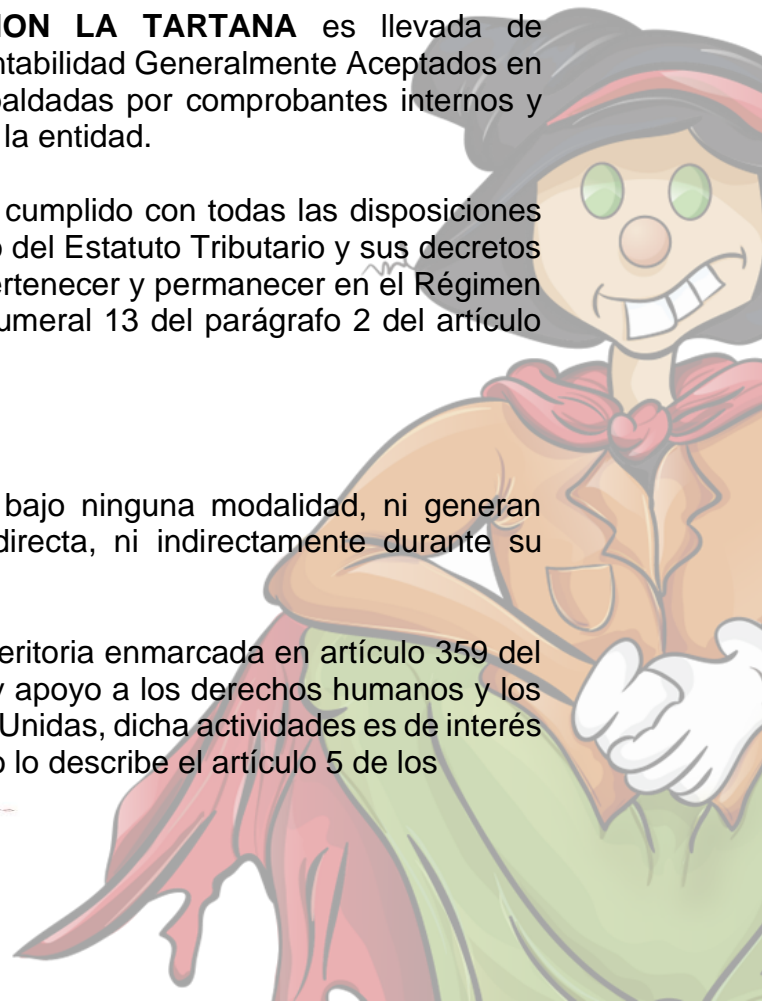 ION LA TARTANA es llevada de
ntabilidad Generalmente Aceptados en
paldadas por comprobantes internos y
la entidad.
cumplido con todas las disposiciones
o del Estatuto Tributario y sus decretos
ertenecer y permanecer en el Régimen
umeral 13 del parágrafo 2 del artículo
bajo ninguna modalidad, ni generan
directa, ni indirectamente durante su
eritoria enmarcada en artículo 359 del
y apoyo a los derechos humanos y los
Unidas, dicha actividades es de interés
o lo describe el artículo 5 de los